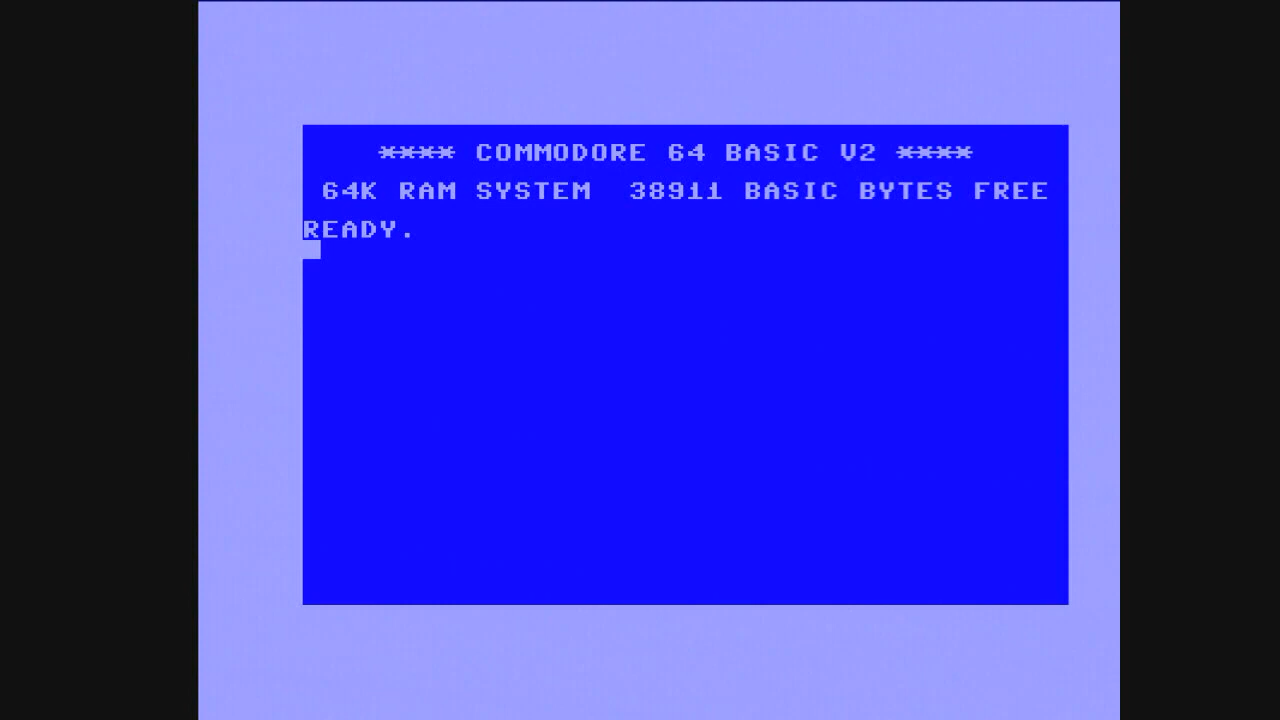 **** COMMODORE 64 BASIC V2 ****
64K RAM SYSTEM  38911 BASIC BYTES FREE
READY.